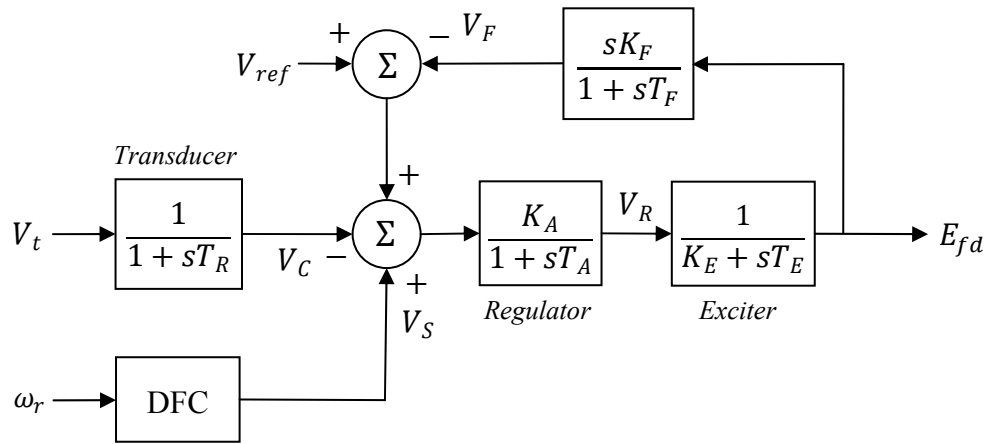 + − V_F
V_ref Σ sK_F / (1 + sT_F)
Transducer
+
V_t 1 / (1 + sT_R) V_C − Σ K_A / (1 + sT_A) V_R 1 / (K_E + sT_E) E_fd
+
V_S Regulator Exciter
ω_r DFC